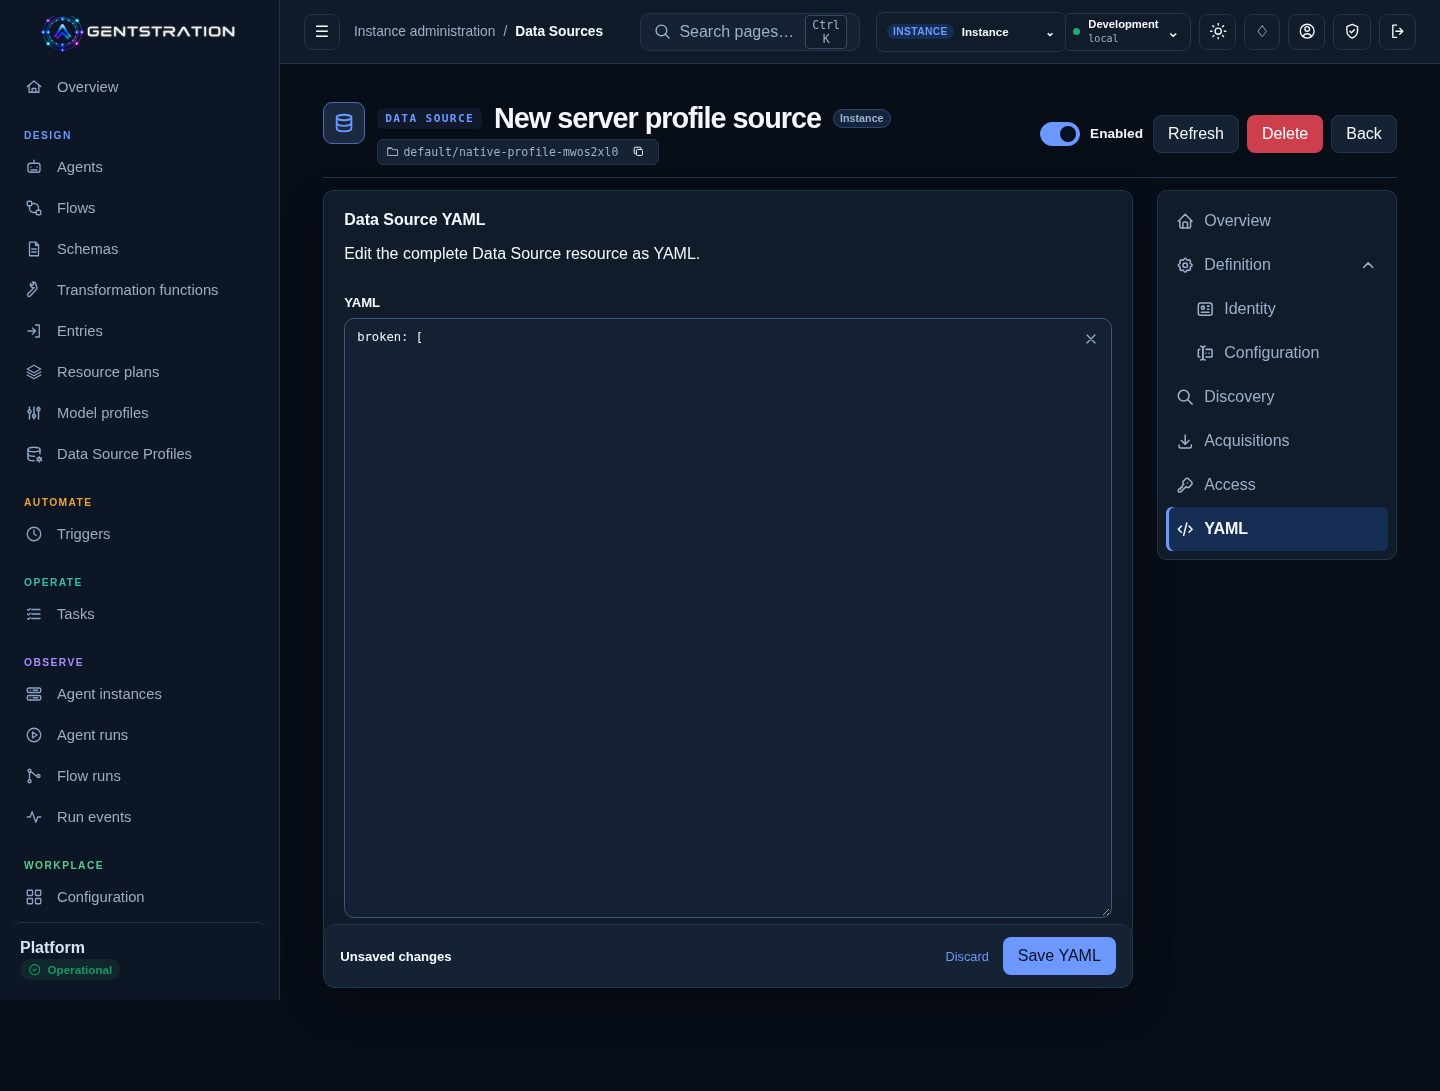 GENTSTRATION
Overview
DESIGN
Agents
Flows
Schemas
Transformation functions
Entries
Resource plans
Model profiles
Data Source Profiles
AUTOMATE
Triggers
OPERATE
Tasks
OBSERVE
Agent instances
Agent runs
Flow runs
Run events
WORKPLACE
Configuration
Platform
Operational
☰ Instance administration / Data Sources
Search pages… Ctrl K
INSTANCE Instance
Development
local
DATA SOURCE New server profile source Instance
default/native-profile-mwos2xl0
Enabled Refresh Delete Back
Data Source YAML
Edit the complete Data Source resource as YAML.
YAML
broken: [
Unsaved changes Discard Save YAML
Overview
Definition
Identity
Configuration
Discovery
Acquisitions
Access
YAML